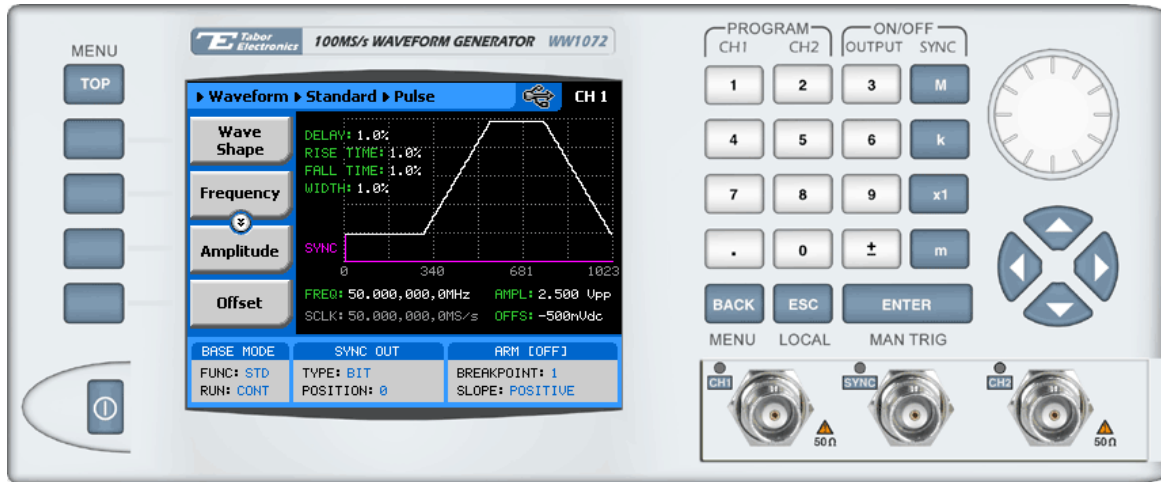 MENU
TOP
Tabor
Electronics
100MS/s WAVEFORM GENERATOR WW1072
Waveform Standard Pulse CH 1
Wave
Shape
Frequency
Amplitude
Offset
DELAY: 1.0%
RISE TIME: 1.0%
FALL TIME: 1.0%
WIDTH: 1.0%
SYNC
0 340 681 1023
FREQ: 50.000,000,0MHz AMPL: 2.500 Vpp
SCLK: 50.000,000,0MS/s OFFS: -500mVdc
BASE MODE SYNC OUT ARM [OFF]
FUNC: STD TYPE: BIT BREAKPOINT: 1
RUN: CONT POSITION: 0 SLOPE: POSITIVE
PROGRAM ON/OFF
CH1 CH2 OUTPUT SYNC
1 2 3 M
4 5 6 k
7 8 9 x1
. 0 ± m
BACK ESC ENTER
MENU LOCAL MAN TRIG
CH1 SYNC CH2
50Ω 50Ω